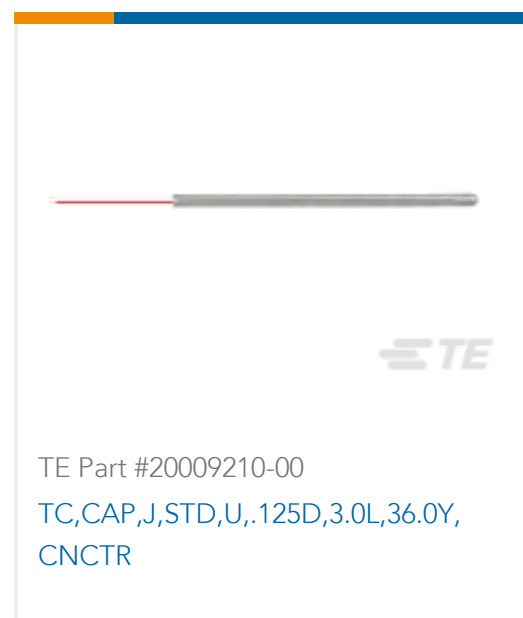 TE
TE Part #20009210-00
TC,CAP,J,STD,U,.125D,3.0L,36.0Y,
CNCTR